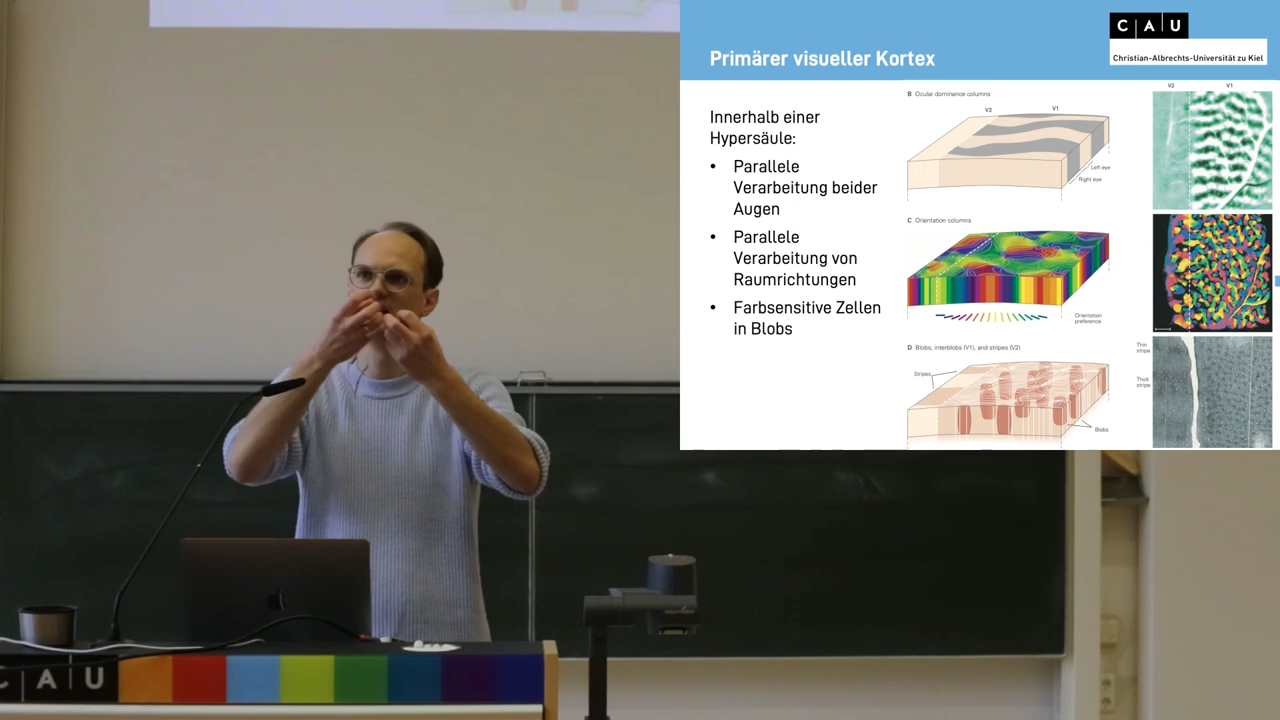 Primärer visueller Kortex
C A U
Christian-Albrechts-Universität zu Kiel
Innerhalb einer
Hypersäule:
• Parallele
Verarbeitung beider
Augen
• Parallele
Verarbeitung von
Raumrichtungen
• Farbsensitive Zellen
in Blobs
B Ocular dominance columns
V2
V1
Left eye
Right eye
C Orientation columns
Orientation
preference
D Blobs, interblobs (V1), and stripes (V2)
Stripes
Blobs
V2
V1
Thin
stripe
Thick
stripe
C A U